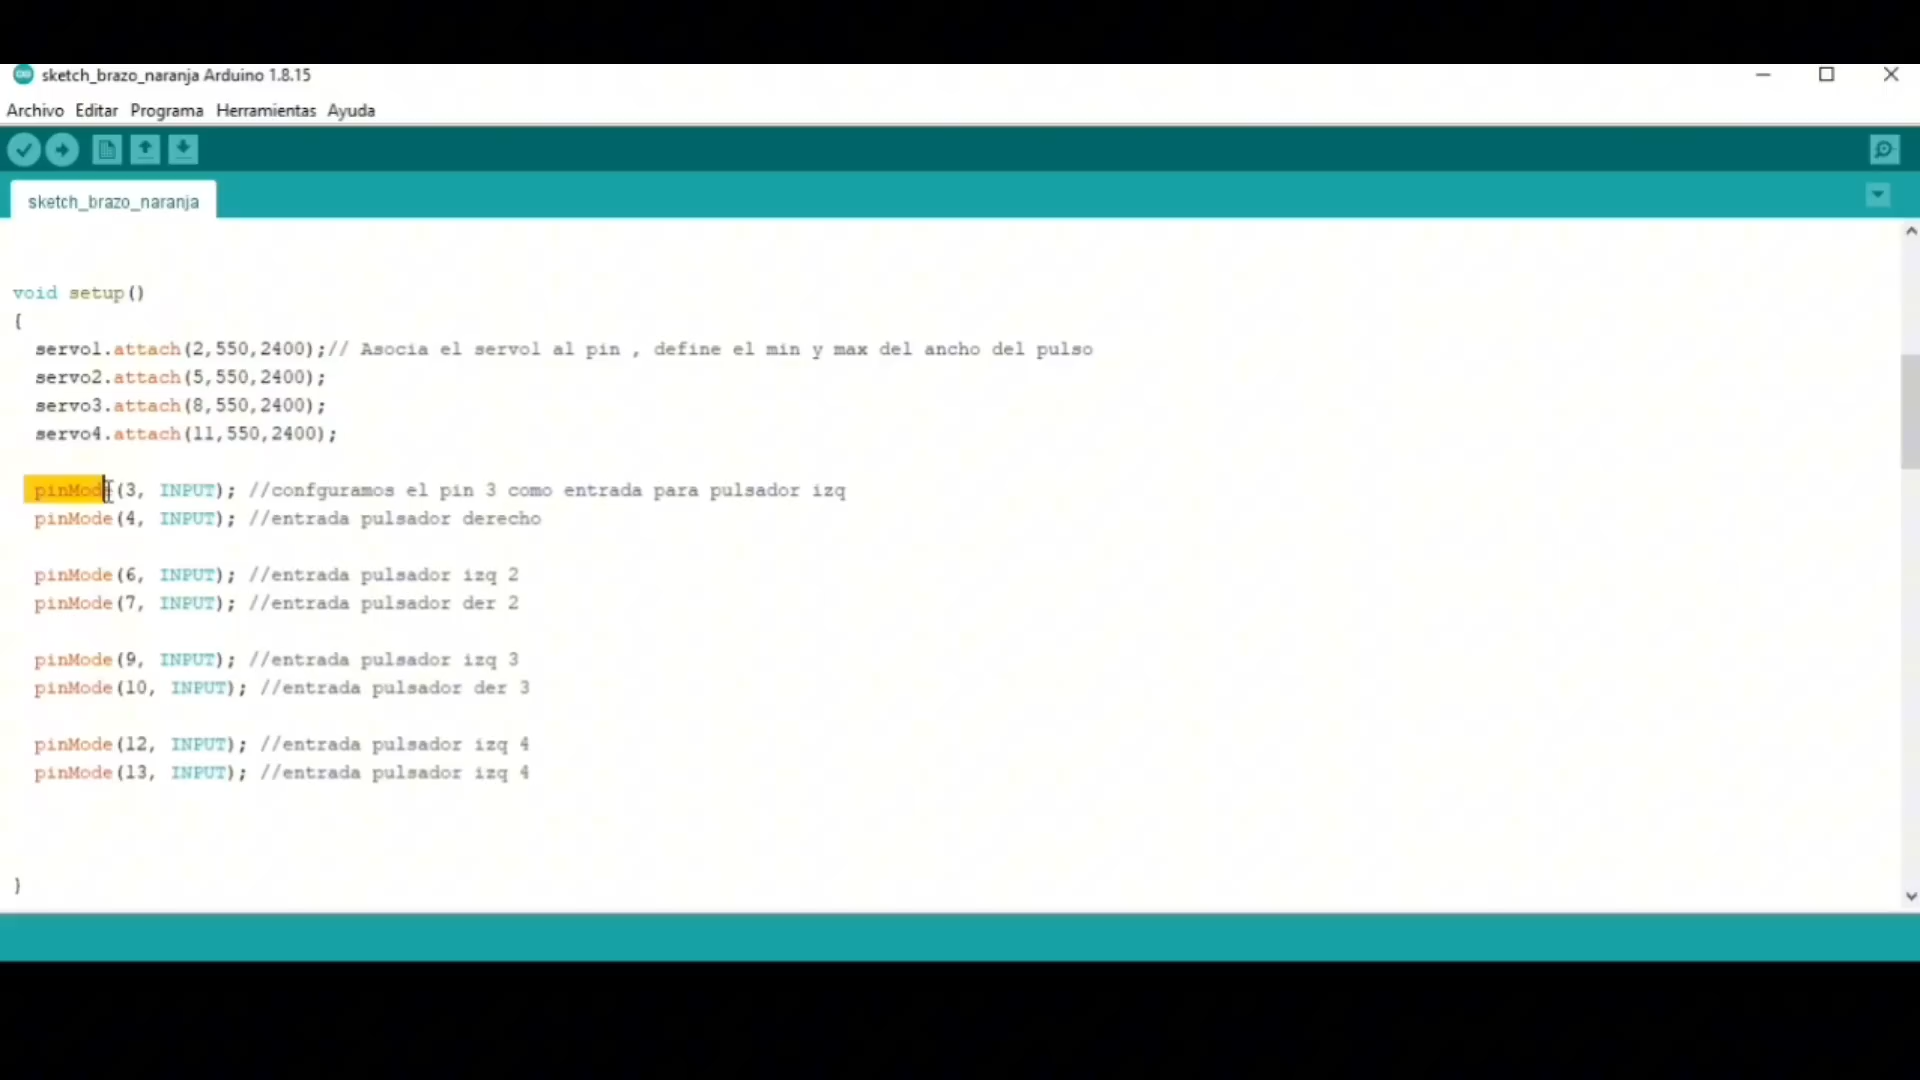 sketch_brazo_naranja Arduino 1.8.15
Archivo Editar Programa Herramientas Ayuda
sketch_brazo_naranja
void setup()
{
servo1.attach(2,550,2400);// Asocia el servo1 al pin , define el min y max del ancho del pulso
servo2.attach(5,550,2400);
servo3.attach(8,550,2400);
servo4.attach(11,550,2400);
pinMode(3, INPUT); //confguramos el pin 3 como entrada para pulsador izq
pinMode(4, INPUT); //entrada pulsador derecho
pinMode(6, INPUT); //entrada pulsador izq 2
pinMode(7, INPUT); //entrada pulsador der 2
pinMode(9, INPUT); //entrada pulsador izq 3
pinMode(10, INPUT); //entrada pulsador der 3
pinMode(12, INPUT); //entrada pulsador izq 4
pinMode(13, INPUT); //entrada pulsador izq 4
}